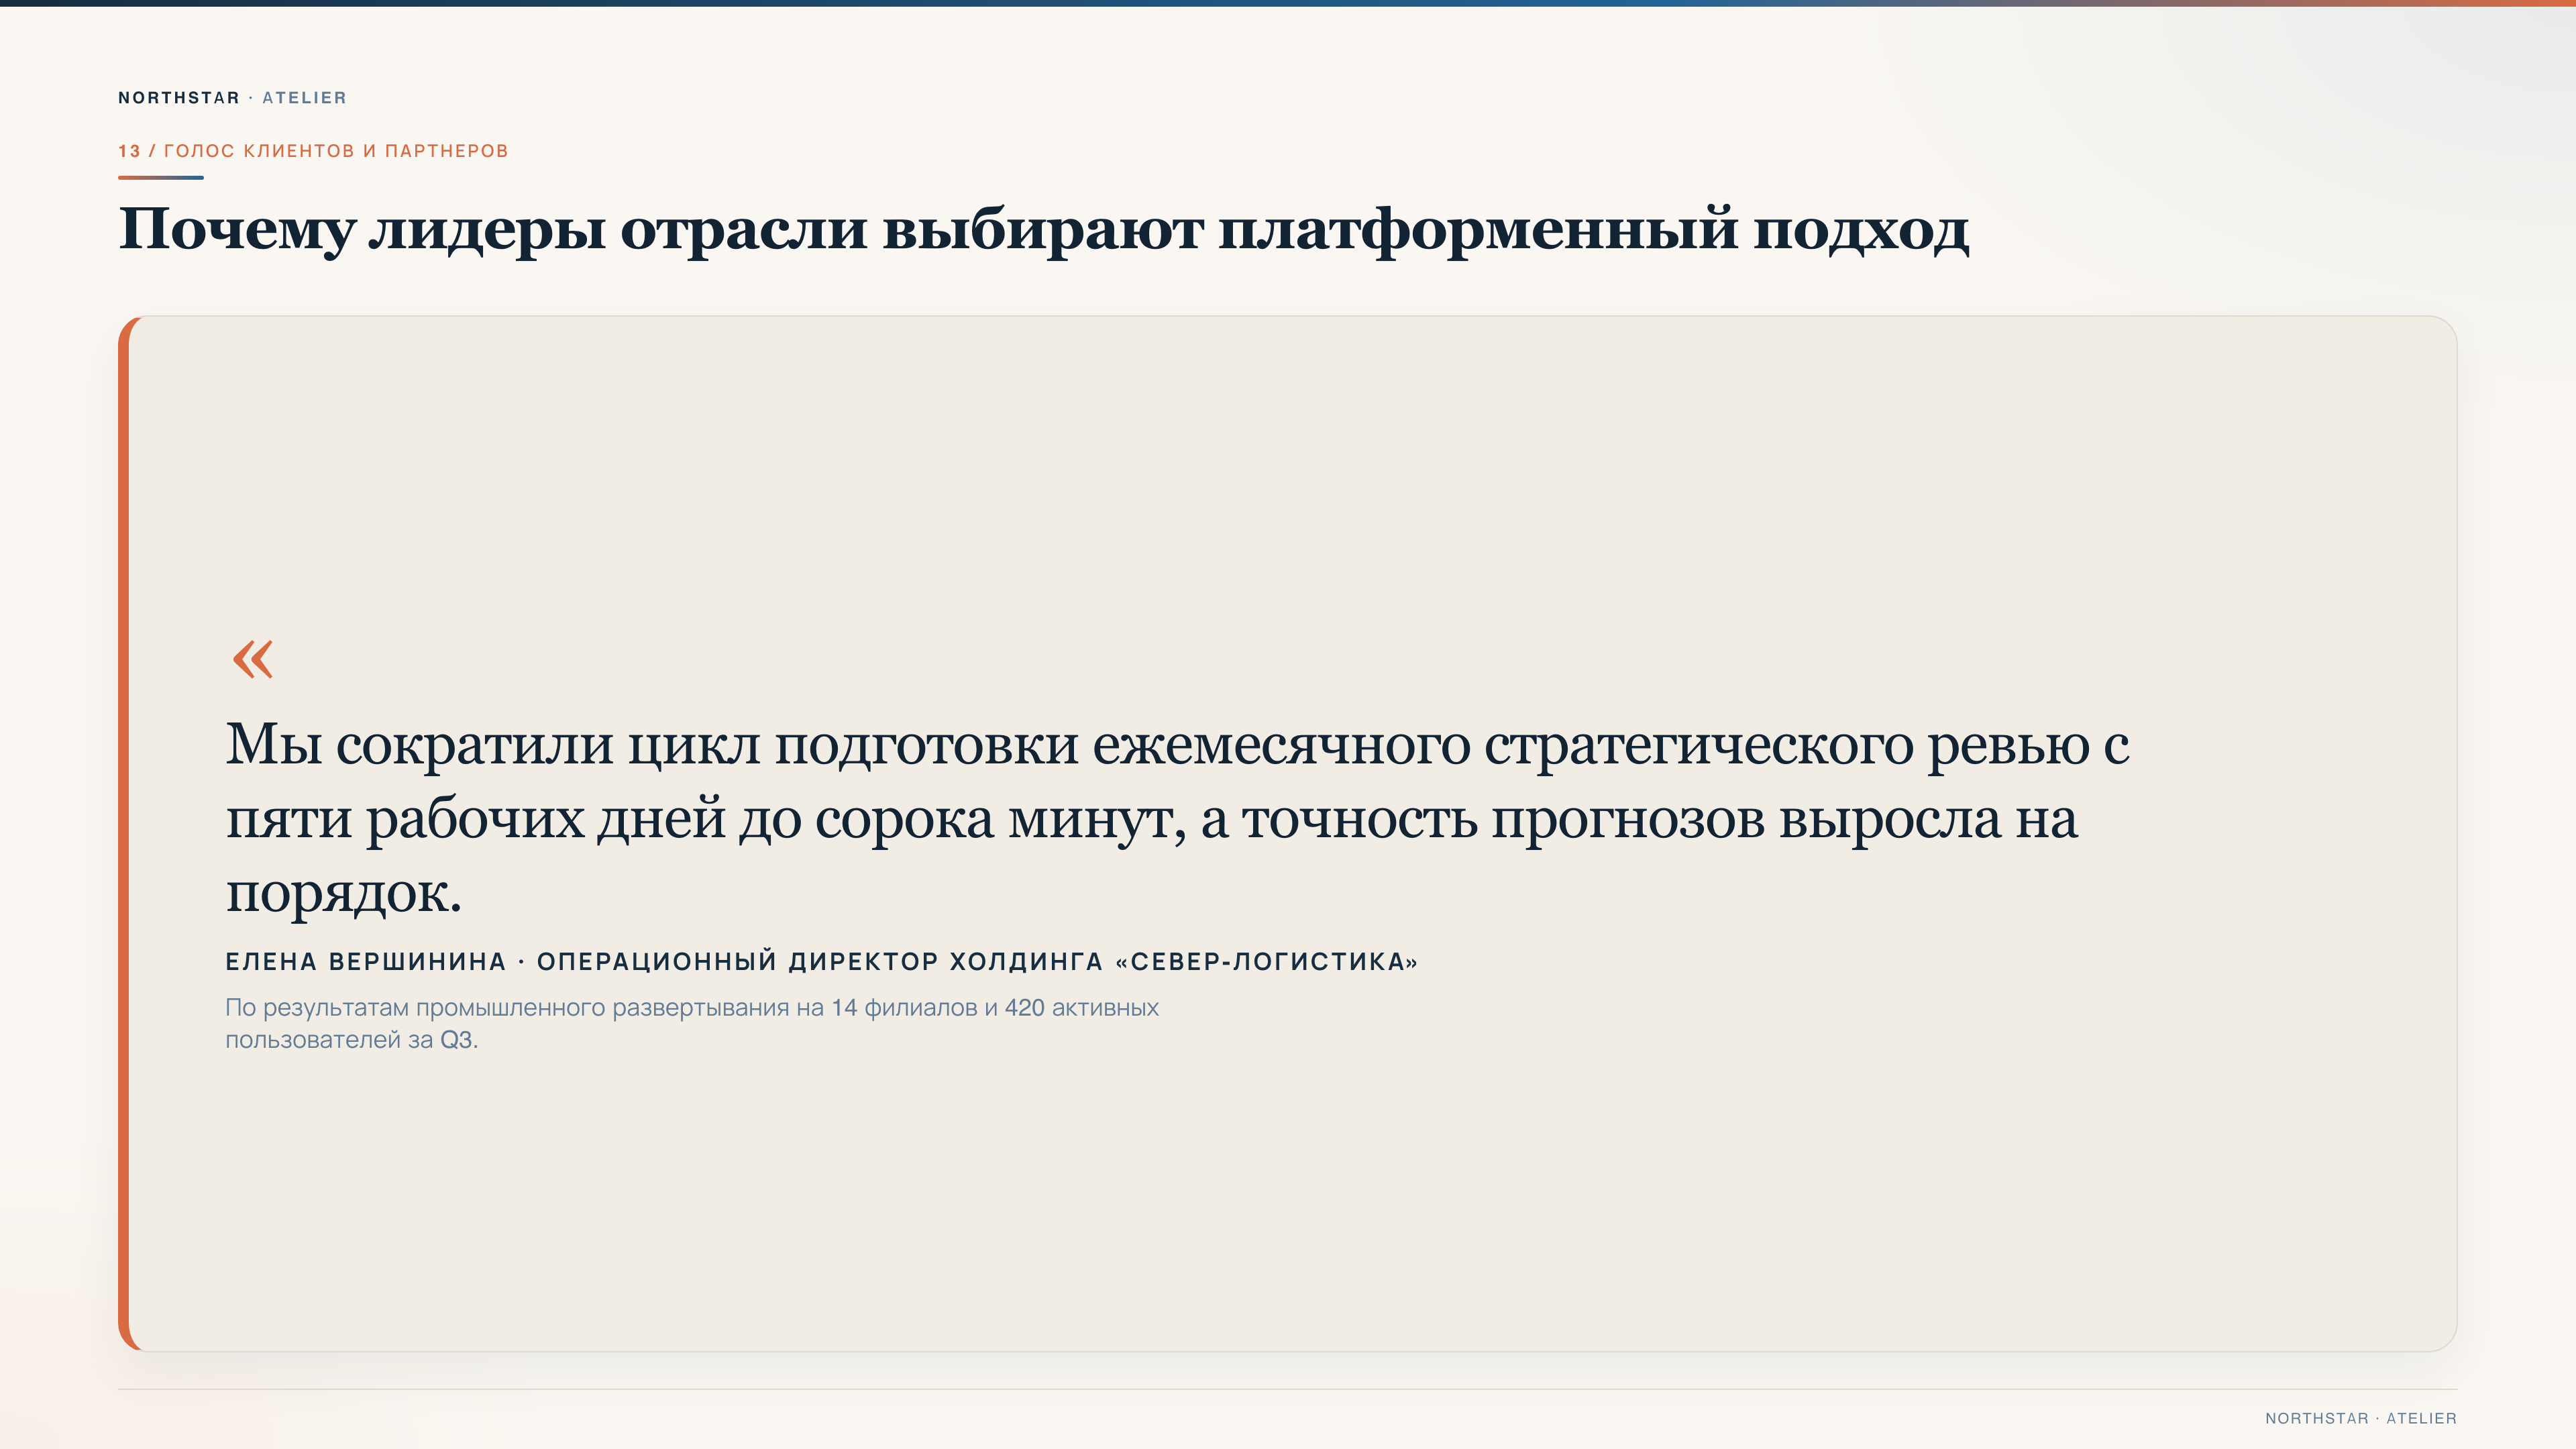 NORTHSTAR · ATELIER
13 / ГОЛОС КЛИЕНТОВ И ПАРТНЕРОВ
Почему лидеры отрасли выбирают платформенный подход
«
Мы сократили цикл подготовки ежемесячного стратегического ревью с
пяти рабочих дней до сорока минут, а точность прогнозов выросла на
порядок.
ЕЛЕНА ВЕРШИНИНА · ОПЕРАЦИОННЫЙ ДИРЕКТОР ХОЛДИНГА «СЕВЕР-ЛОГИСТИКА»
По результатам промышленного развертывания на 14 филиалов и 420 активных
пользователей за Q3.
NORTHSTAR · ATELIER